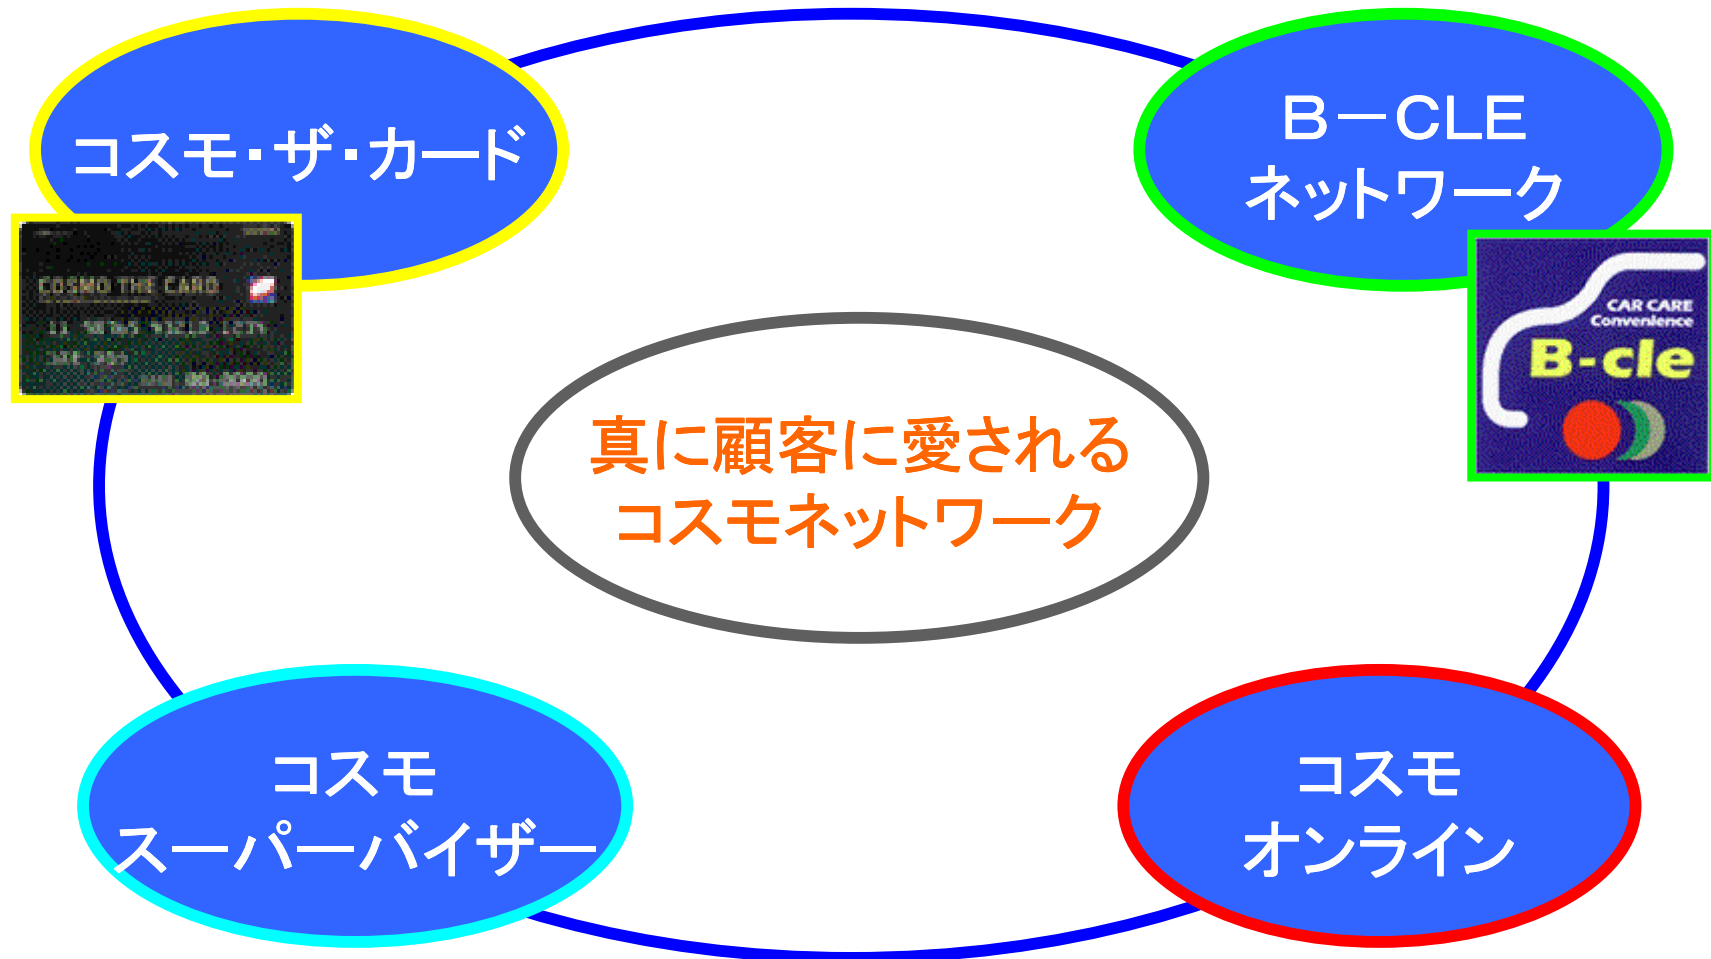 コスモ・ザ・カード
B－CLE
ネットワーク
COSMO THE CARD
CAR CARE
Convenience
B-cle
真に顧客に愛される
コスモネットワーク
コスモ
スーパーバイザー
コスモ
オンライン